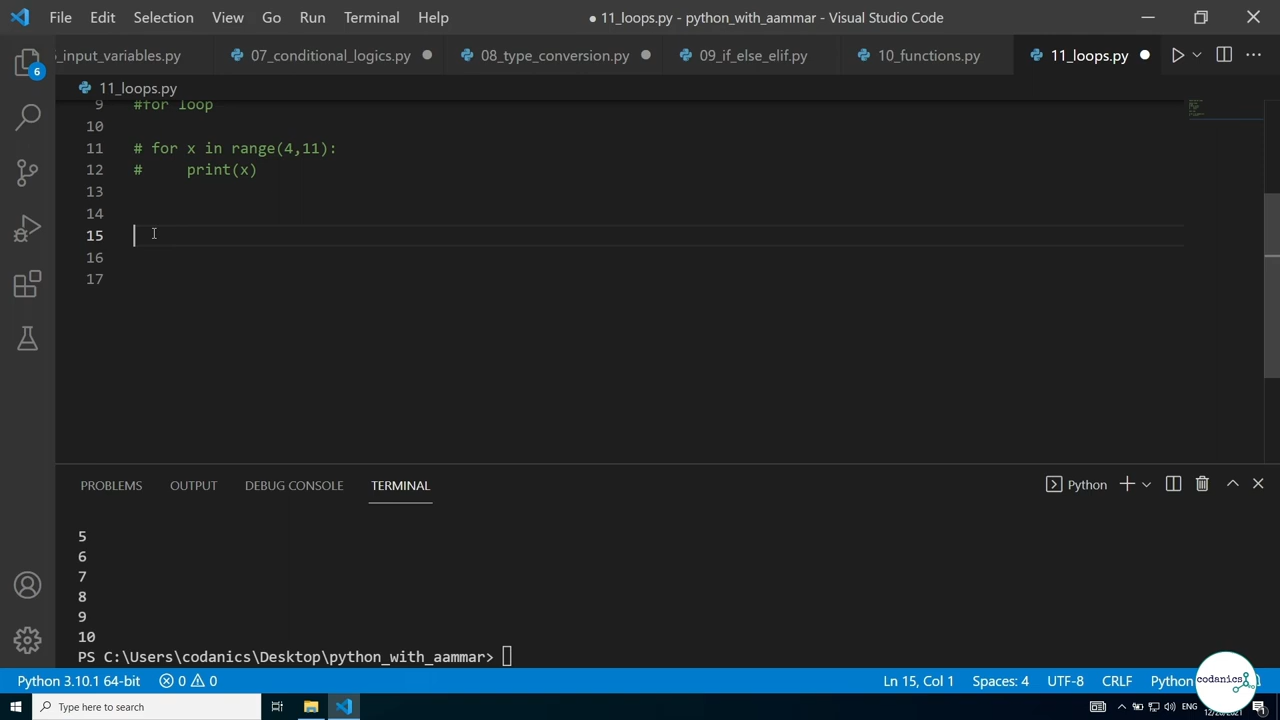 File Edit Selection View Go Run Terminal Help
● 11_loops.py - python_with_aammar - Visual Studio Code
input_variables.py 07_conditional_logics.py 08_type_conversion.py 09_if_else_elif.py 10_functions.py 11_loops.py
6
11_loops.py
9 #for loop
10
11 # for x in range(4,11):
12 #     print(x)
13
14
15
16
17
PROBLEMS OUTPUT DEBUG CONSOLE TERMINAL Python
5
6
7
8
9
10
PS C:\Users\codanics\Desktop\python_with_aammar>
Python 3.10.1 64-bit 0 0 Ln 15, Col 1 Spaces: 4 UTF-8 CRLF Python
codanics
Type here to search ENG